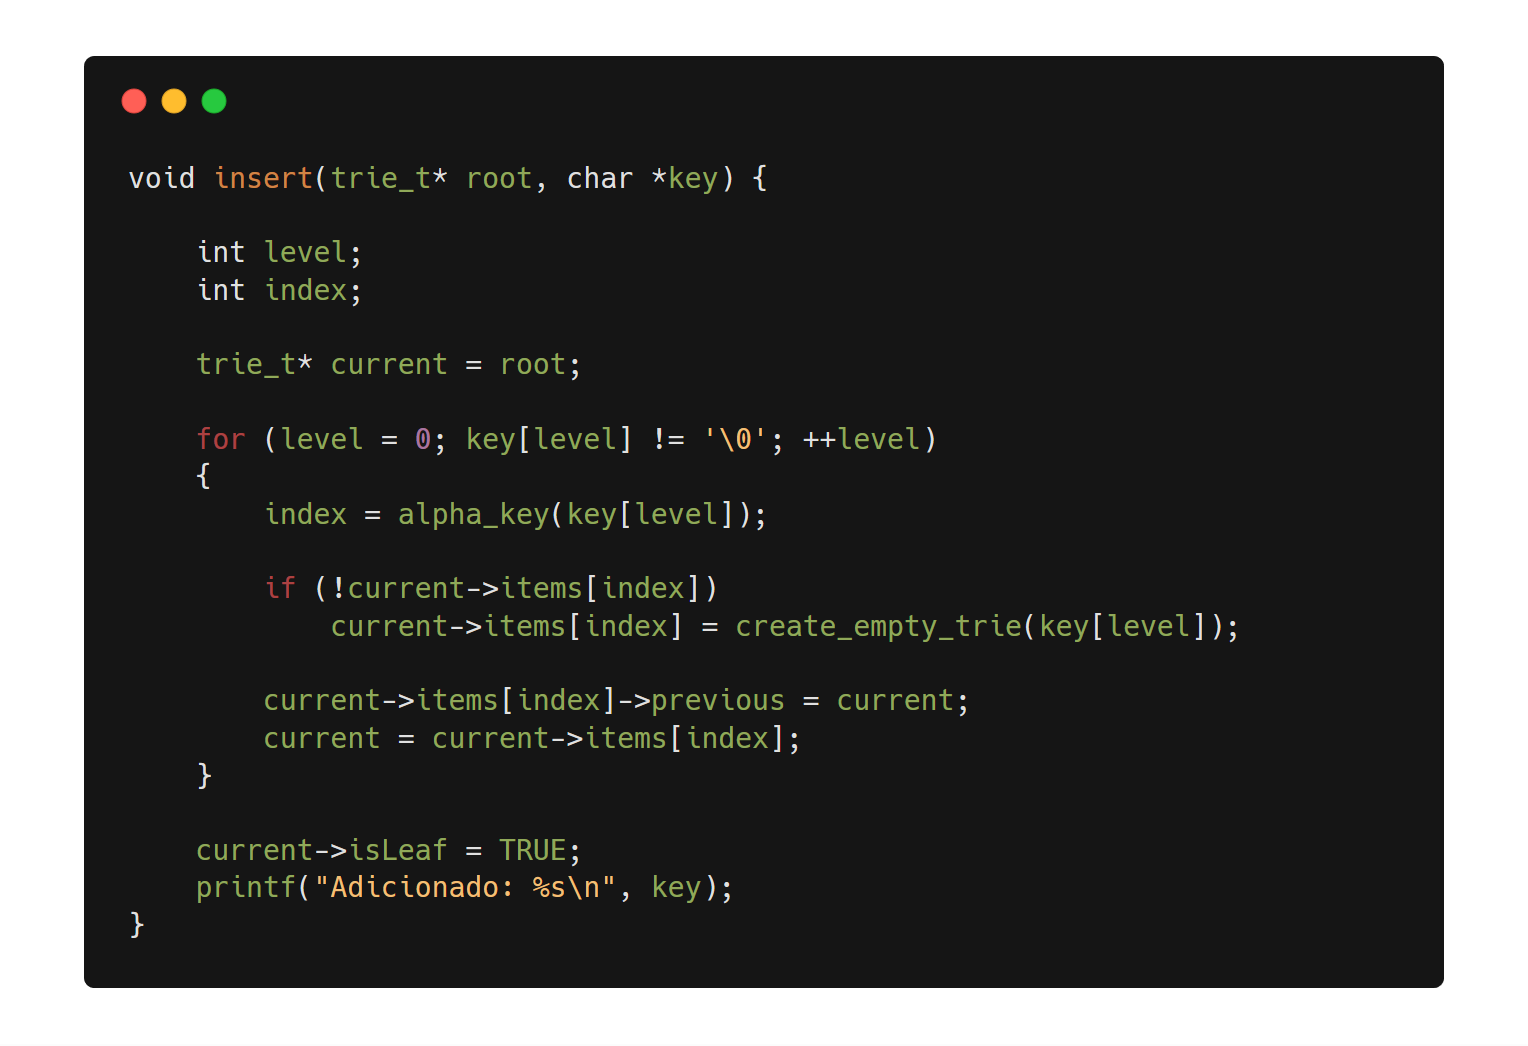 void insert(trie_t* root, char *key) {
int level;
int index;
trie_t* current = root;
for (level = 0; key[level] != '\0'; ++level)
{
index = alpha_key(key[level]);
if (!current->items[index])
current->items[index] = create_empty_trie(key[level]);
current->items[index]->previous = current;
current = current->items[index];
}
current->isLeaf = TRUE;
printf("Adicionado: %s\n", key);
}